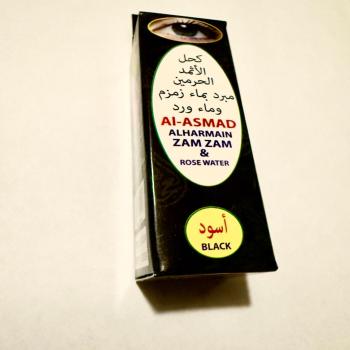 كحل
الأثمد
الحرمين
مبرد بماء زمزم
وماء ورد
Al-ASMAD
ALHARMAIN
ZAM ZAM
&
ROSE WATER
أسود
BLACK